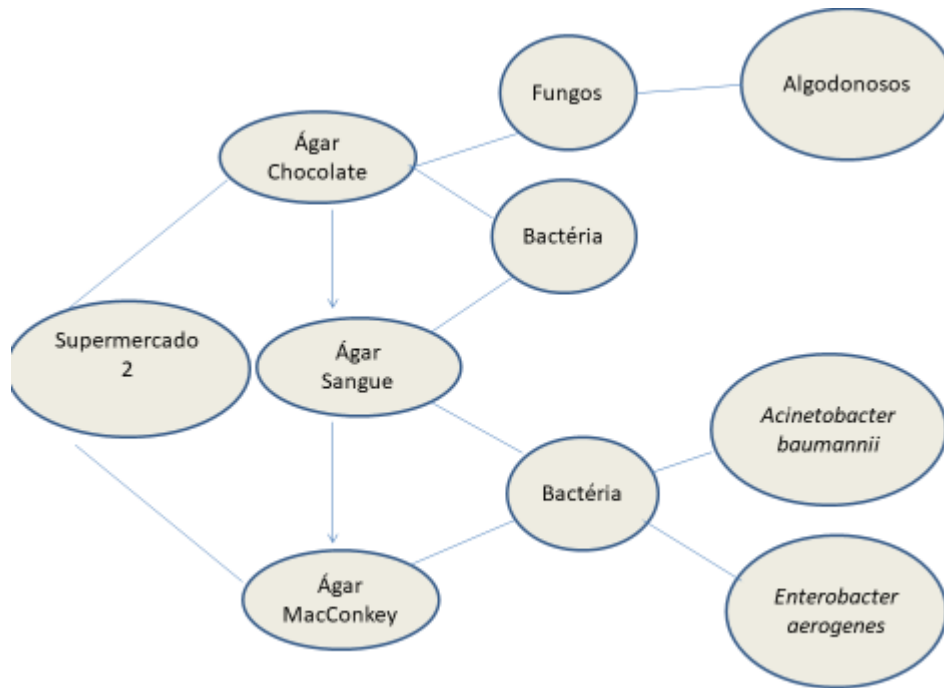 Fungos
Algodonosos
Ágar
Chocolate
Bactéria
Supermercado
2
Ágar
Sangue
Acinetobacter
baumannii
Bactéria
Ágar
MacConkey
Enterobacter
aerogenes